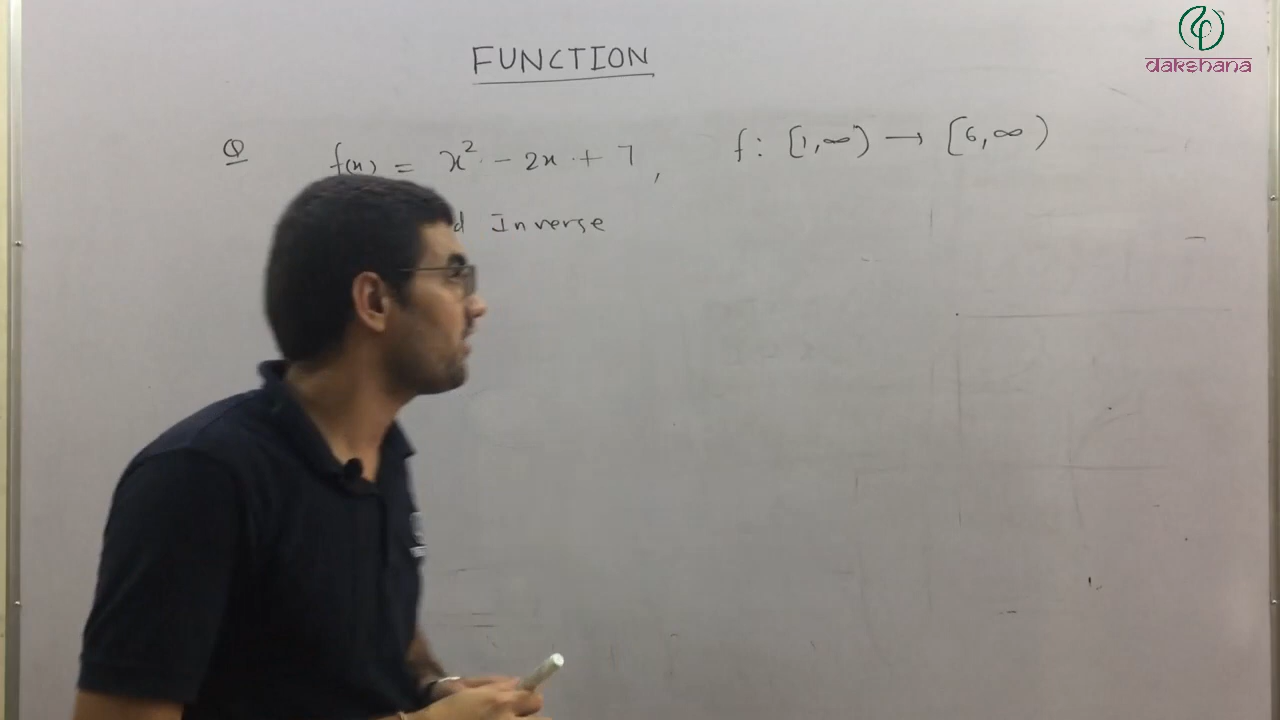 dakshana
FUNCTION
Q f(x) = x² - 2x + 7, f: [1,∞) → [6,∞)
d Inverse